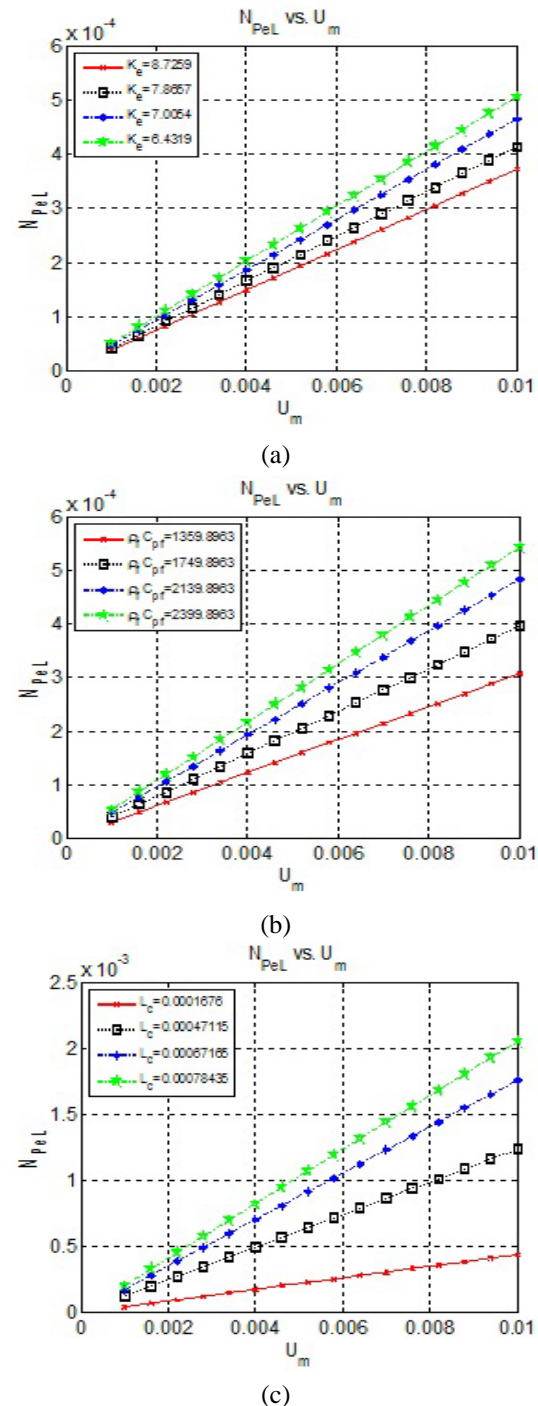 N_PeL vs. U_m
6 x 10^-4
K_e=8.7259
K_e=7.8657
K_e=7.0054
K_e=6.4319
5
4
3
2
1
0
N_PeL
0 0.002 0.004 0.006 0.008 0.01
U_m
(a)
N_PeL vs. U_m
6 x 10^-4
ρ_f C_pf=1359.8963
ρ_f C_pf=1749.8963
ρ_f C_pf=2139.8963
ρ_f C_pf=2399.8963
5
4
3
2
1
0
N_PeL
0 0.002 0.004 0.006 0.008 0.01
U_m
(b)
N_PeL vs. U_m
2.5 x 10^-3
L_c=0.0001676
L_c=0.00047115
L_c=0.00067165
L_c=0.00078435
2
1.5
1
0.5
0
N_PeL
0 0.002 0.004 0.006 0.008 0.01
U_m
(c)